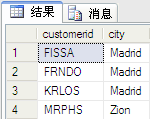 结果 消息
customerid city
1 FISSA Madrid
2 FRNDO Madrid
3 KRLOS Madrid
4 MRPHS Zion